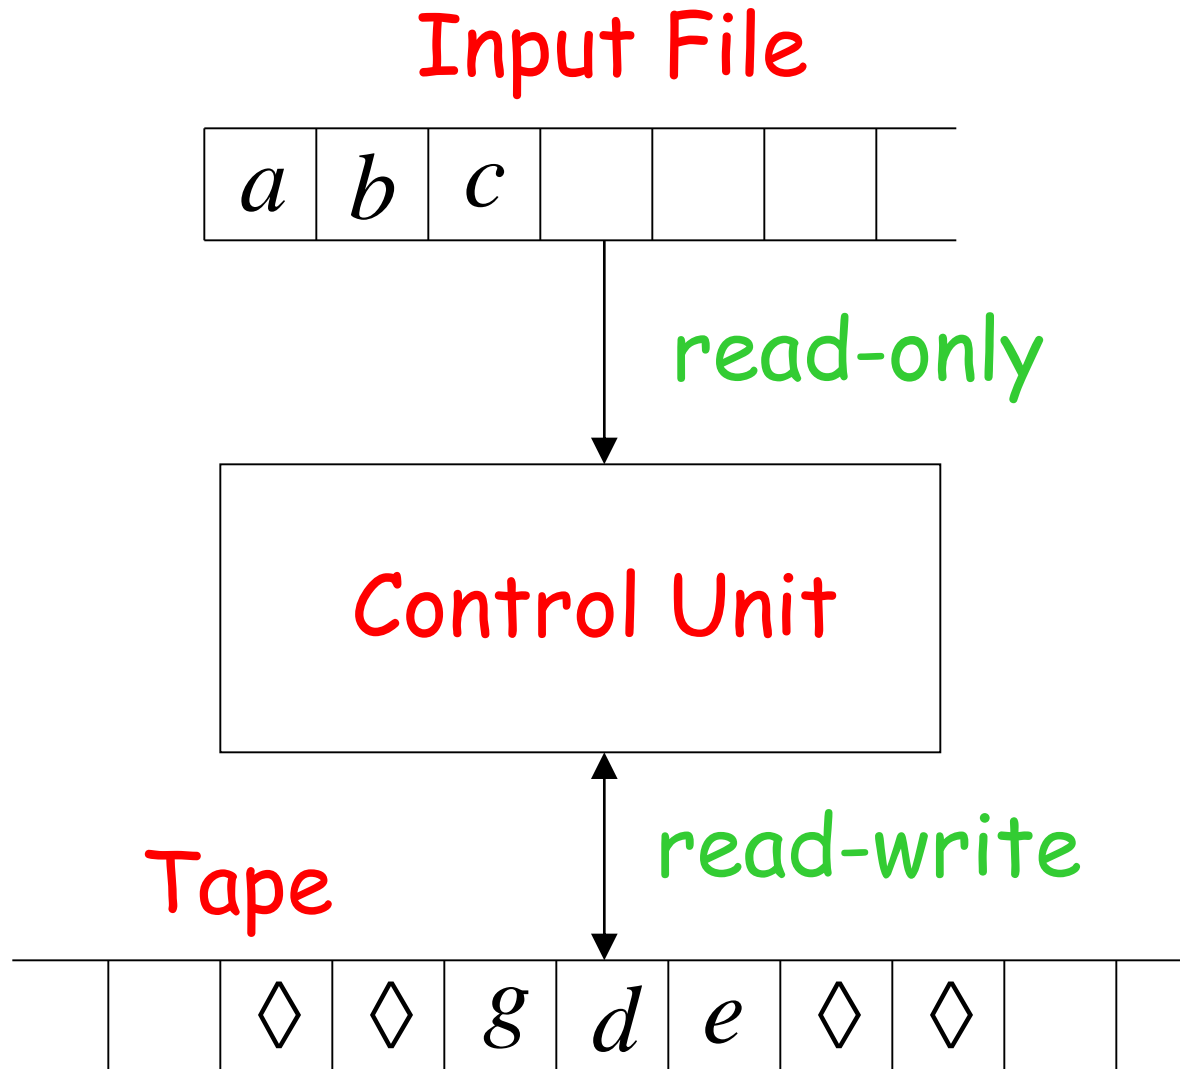 Input File
a b c
read-only
Control Unit
read-write
Tape
◊ ◊ g d e ◊ ◊